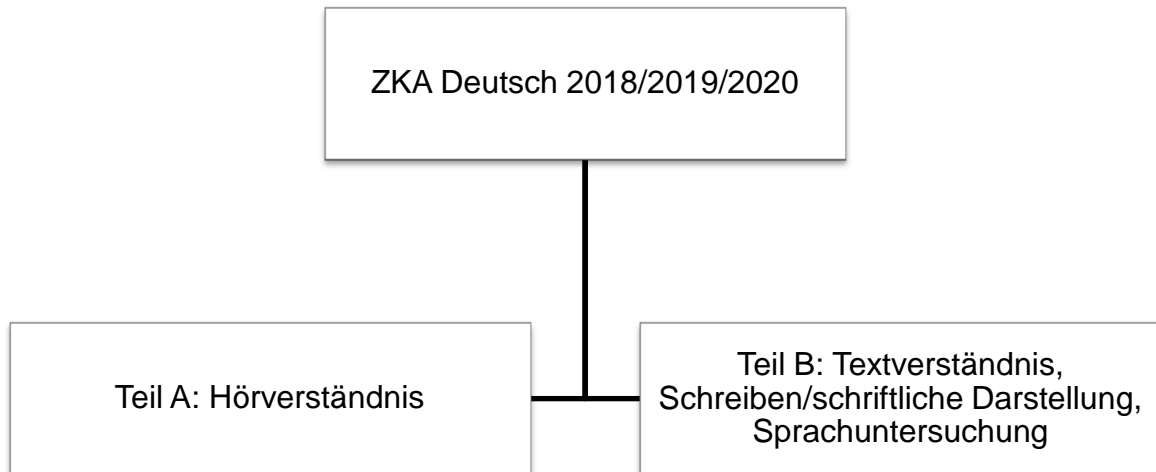 ZKA Deutsch 2018/2019/2020
Teil A: Hörverständnis
Teil B: Textverständnis,
Schreiben/schriftliche Darstellung,
Sprachuntersuchung